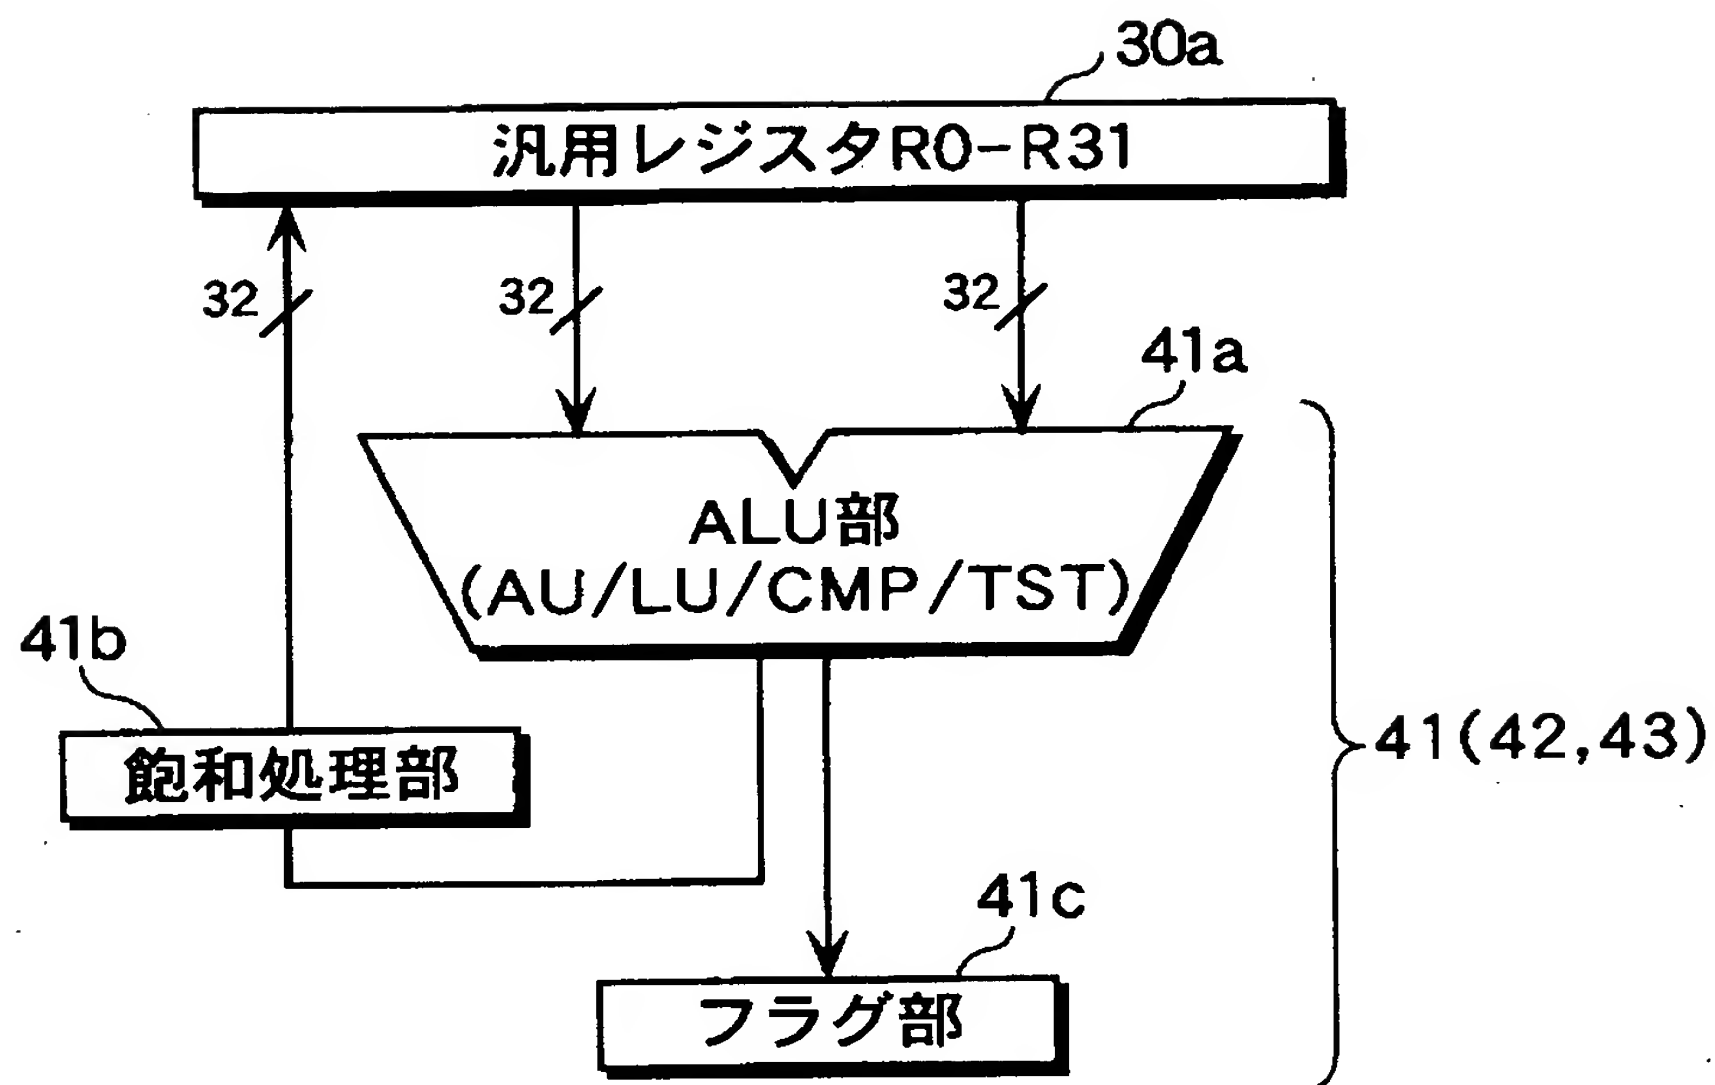 30a
汎用レジスタR0-R31
32
32
32
41a
ALU部
(AU/LU/CMP/TST)
41b
飽和処理部
41(42,43)
41c
フラグ部